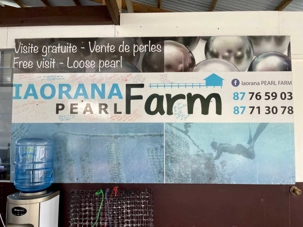 Visite gratuite - Vente de perles
Free visit - Loose pearl
IAORANA PEARL Farm
Iaorana PEARL FARM
87 76 59 03
87 71 30 78